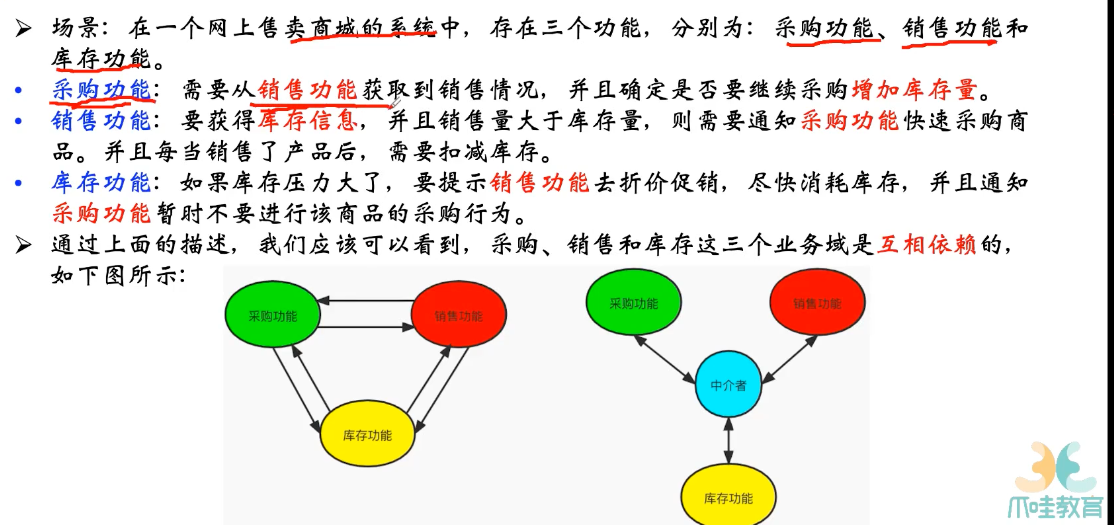 ➢ 场景：在一个网上售卖商城的系统中，存在三个功能，分别为：采购功能、销售功能和
库存功能。
• 采购功能：需要从销售功能获取到销售情况，并且确定是否要继续采购增加库存量。
• 销售功能：要获得库存信息，并且销售量大于库存量，则需要通知采购功能快速采购商
品。并且每当销售了产品后，需要扣减库存。
• 库存功能：如果库存压力大了，要提示销售功能去折价促销，尽快消耗库存，并且通知
采购功能暂时不要进行该商品的采购行为。
➢ 通过上面的描述，我们应该可以看到，采购、销售和库存这三个业务域是互相依赖的，
如下图所示：
采购功能
销售功能
库存功能
采购功能
销售功能
中介者
库存功能
爪哇教育